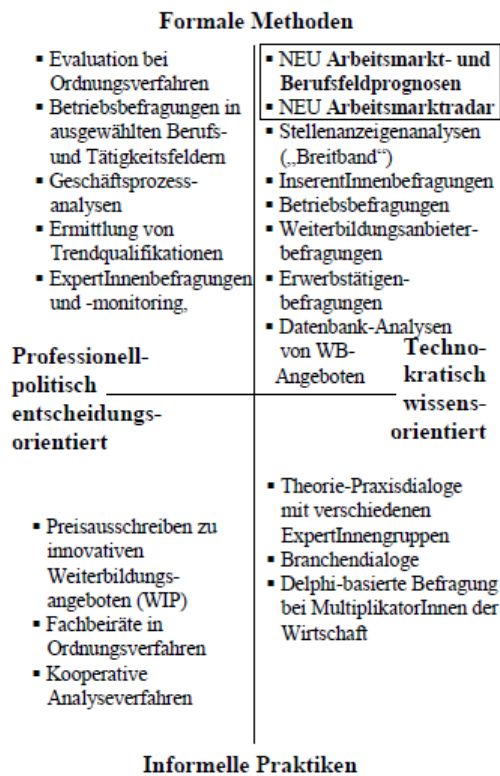 Formale Methoden
▪ Evaluation bei
Ordnungsverfahren
▪ Betriebsbefragungen in
ausgewählten Berufs-
und Tätigkeitsfeldern
▪ Geschäftsprozess-
analysen
▪ Ermittlung von
Trendqualifikationen
▪ ExpertInnenbefragungen
und -monitoring,
▪ NEU Arbeitsmarkt- und
Berufsfeldprognosen
▪ NEU Arbeitsmarktradar
▪ Stellenanzeigenanalysen
(„Breitband“)
▪ InserentInnenbefragungen
▪ Betriebsbefragungen
▪ Weiterbildungsanbieter-
befragungen
▪ Erwerbstätigen-
befragungen
▪ Datenbank-Analysen
von WB-
Angeboten
Professionell-
politisch
entscheidungs-
orientiert
Techno-
kratisch
wissens-
orientiert
▪ Preisausschreiben zu
innovativen
Weiterbildungs-
angeboten (WIP)
▪ Fachbeiräte in
Ordnungsverfahren
▪ Kooperative
Analyseverfahren
▪ Theorie-Praxisdialoge
mit verschiedenen
ExpertInnengruppen
▪ Branchendialoge
▪ Delphi-basierte Befragung
bei MultiplikatorInnen der
Wirtschaft
Informelle Praktiken